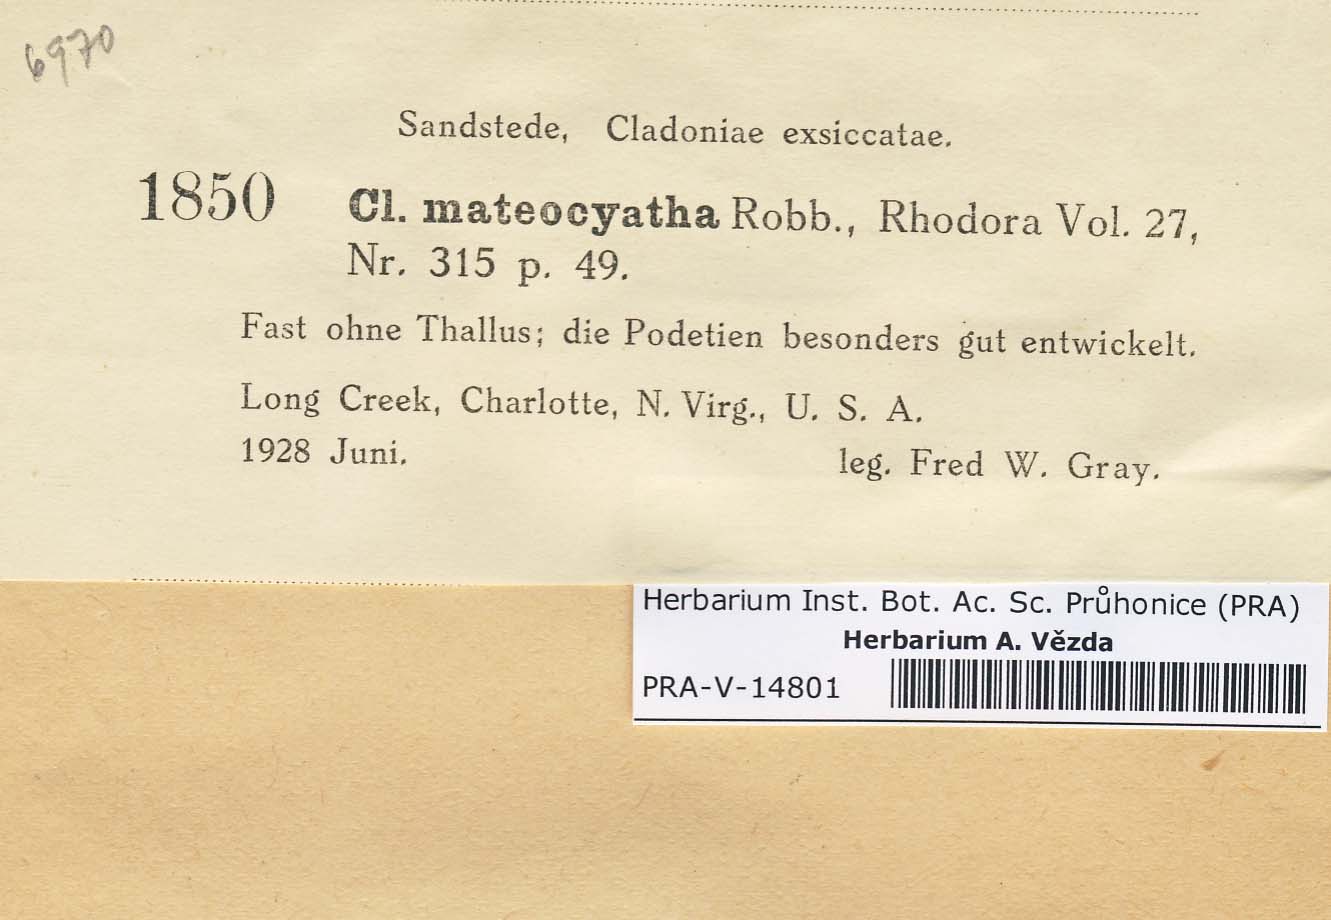 6970
Sandstede, Cladoniae exsiccatae.
1850 Cl. mateocyatha Robb., Rhodora Vol. 27,
Nr. 315 p. 49.
Fast ohne Thallus; die Podetien besonders gut entwickelt.
Long Creek, Charlotte, N. Virg., U. S. A.
1928 Juni. leg. Fred W. Gray.
Herbarium Inst. Bot. Ac. Sc. Průhonice (PRA)
Herbarium A. Vězda
PRA-V-14801